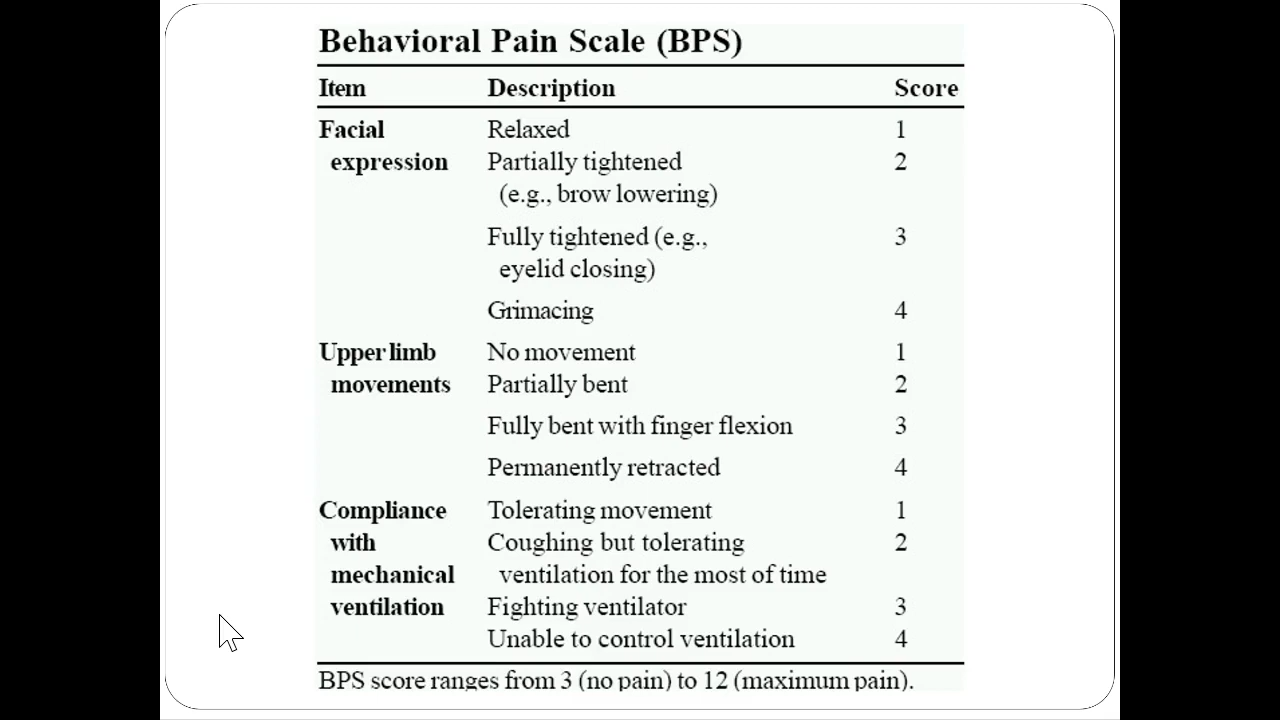 Behavioral Pain Scale (BPS)
Item Description Score
Facial Relaxed 1
expression Partially tightened 2
(e.g., brow lowering)
Fully tightened (e.g., 3
eyelid closing)
Grimacing 4
Upper limb No movement 1
movements Partially bent 2
Fully bent with finger flexion 3
Permanently retracted 4
Compliance Tolerating movement 1
with Coughing but tolerating 2
mechanical ventilation for the most of time
ventilation Fighting ventilator 3
Unable to control ventilation 4
BPS score ranges from 3 (no pain) to 12 (maximum pain).